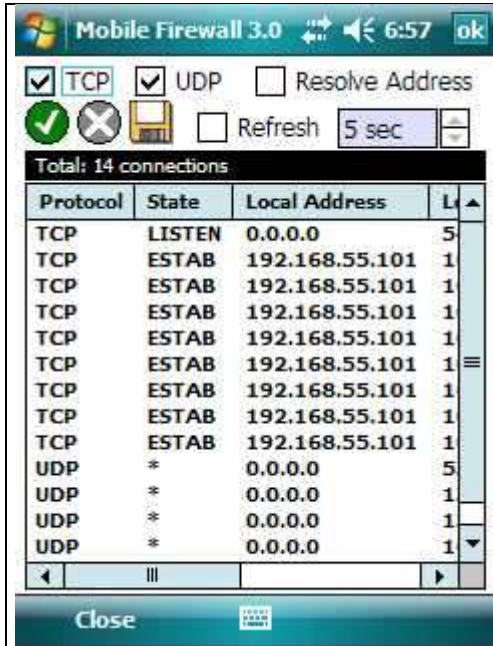 Mobile Firewall 3.0 6:57 ok
TCP UDP Resolve Address
Refresh 5 sec
Total: 14 connections
Protocol State Local Address
TCP LISTEN 0.0.0.0
TCP ESTAB 192.168.55.101
TCP ESTAB 192.168.55.101
TCP ESTAB 192.168.55.101
TCP ESTAB 192.168.55.101
TCP ESTAB 192.168.55.101
TCP ESTAB 192.168.55.101
TCP ESTAB 192.168.55.101
TCP ESTAB 192.168.55.101
UDP * 0.0.0.0
UDP * 0.0.0.0
UDP * 0.0.0.0
UDP * 0.0.0.0
Close